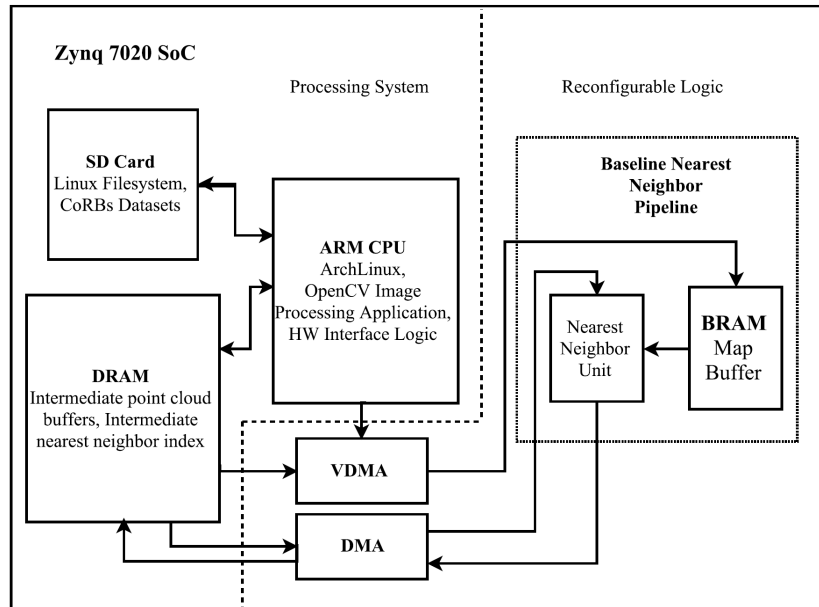 Zynq 7020 SoC
Processing System
Reconfigurable Logic
SD Card
Linux Filesystem,
CoRBs Datasets
ARM CPU
ArchLinux,
OpenCV Image
Processing Application,
HW Interface Logic
DRAM
Intermediate point cloud
buffers, Intermediate
nearest neighbor index
VDMA
DMA
Baseline Nearest
Neighbor
Pipeline
Nearest
Neighbor
Unit
BRAM
Map
Buffer